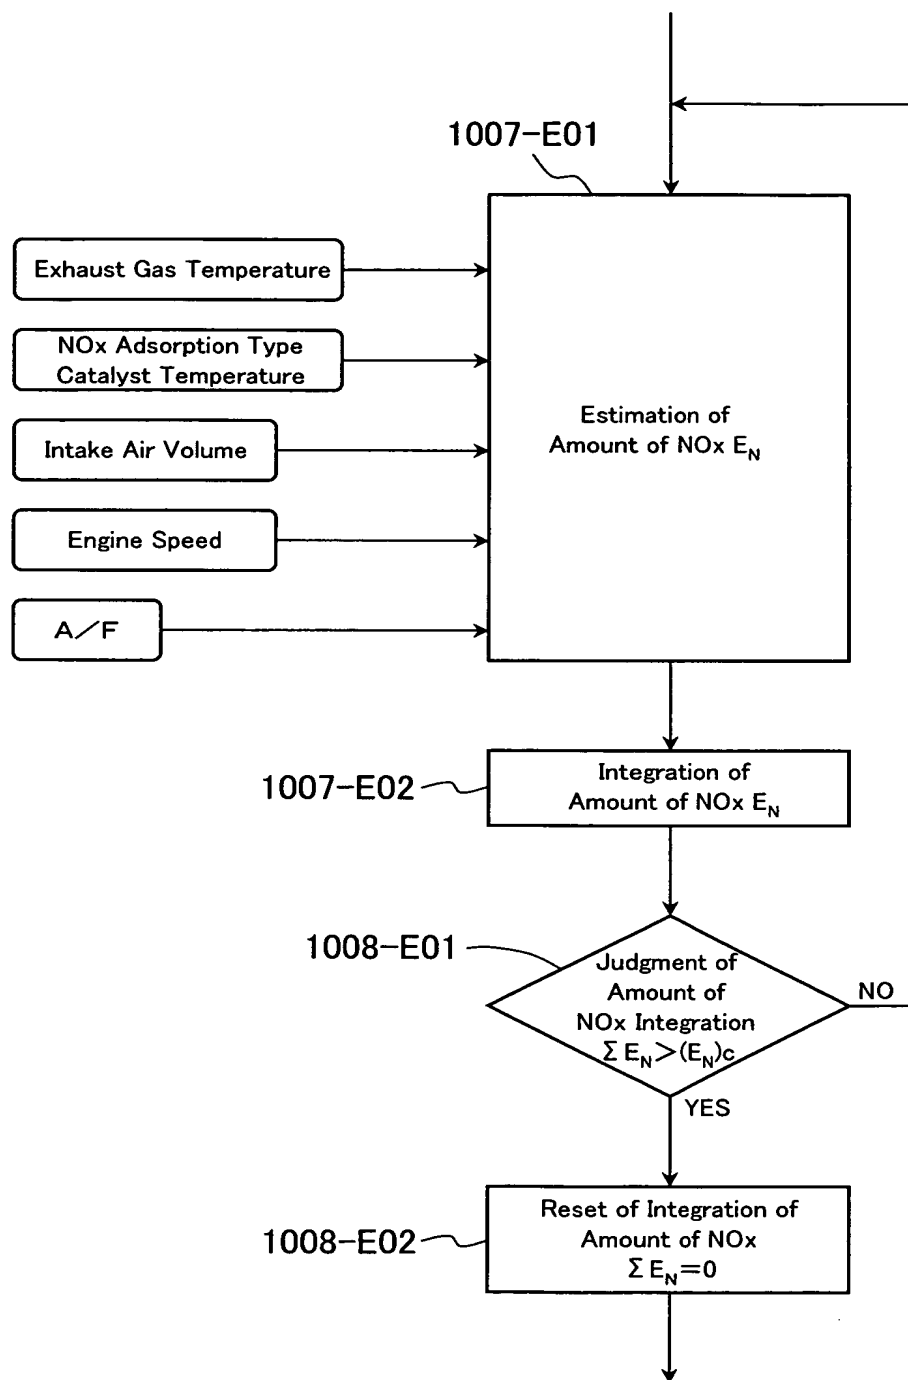 1007-E01
Exhaust Gas Temperature
NOx Adsorption Type
Catalyst Temperature
Intake Air Volume
Engine Speed
A／F
Estimation of
Amount of NOx E_N
1007-E02
Integration of
Amount of NOx E_N
1008-E01
Judgment of
Amount of
NOx Integration
Σ E_N>(E_N)c
NO
YES
1008-E02
Reset of Integration of
Amount of NOx
Σ E_N=0